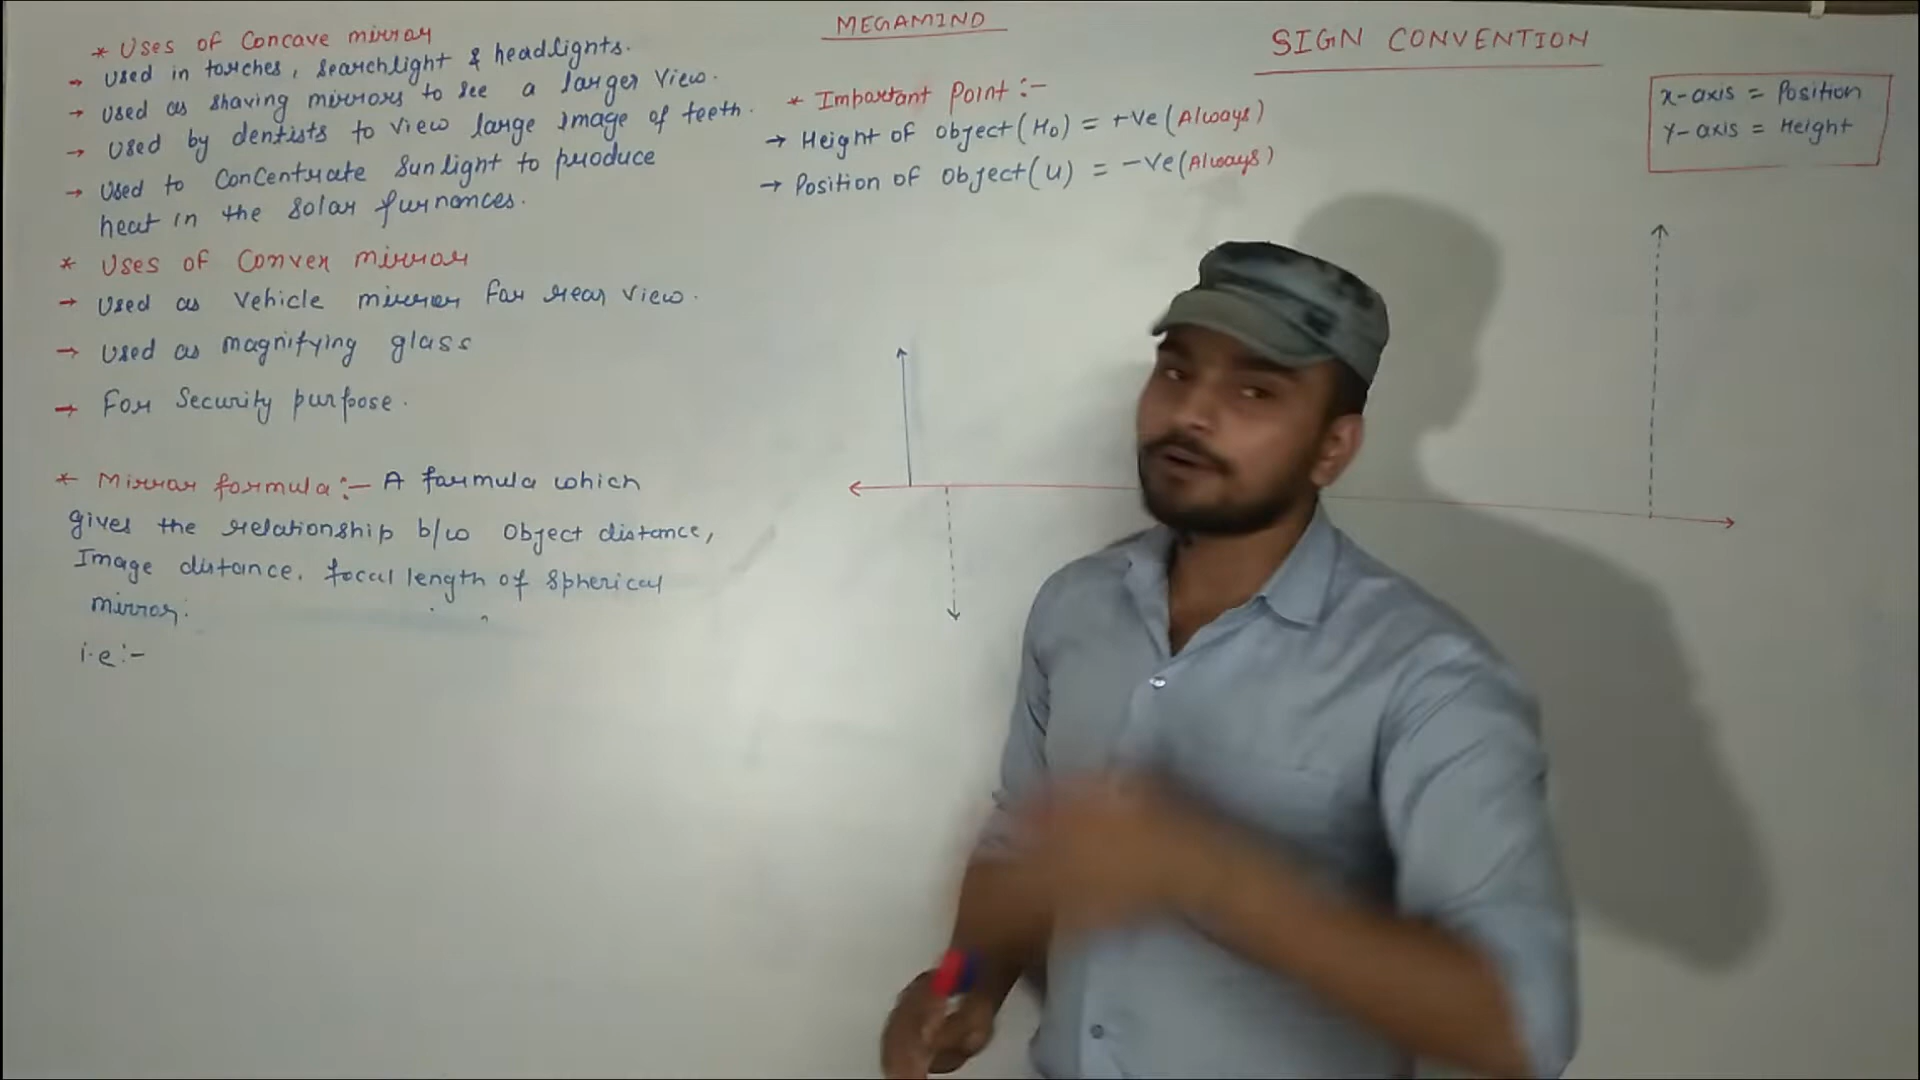 * Uses of Concave mirror
→ Used in torches, Searchlight & headlights.
→ Used as shaving mirrors to see a larger view.
→ Used by dentists to view large image of teeth.
→ Used to Concentrate Sunlight to produce
heat in the solar furnances.
* Uses of Convex mirror
→ Used as Vehicle mirror for rear view.
→ Used as magnifying glass
→ For Security purpose.
* Mirror formula:- A formula which
gives the relationship b/w Object distance,
Image distance, focal length of spherical
mirror.
i.e:-
MEGAMIND
* Important Point:-
→ Height of object(Ho) = +ve(Always)
→ Position of Object(U) = -ve(Always)
SIGN CONVENTION
x-axis = Position
Y-axis = Height